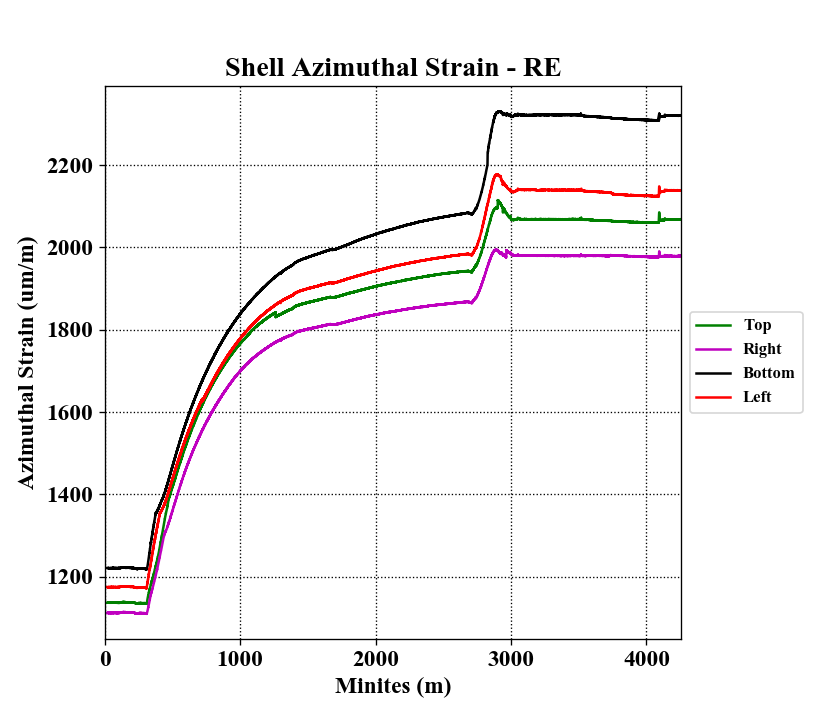 Shell Azimuthal Strain - RE
Azimuthal Strain (um/m)
2200
2000
1800
1600
1400
1200
0 1000 2000 3000 4000
Minites (m)
Top
Right
Bottom
Left